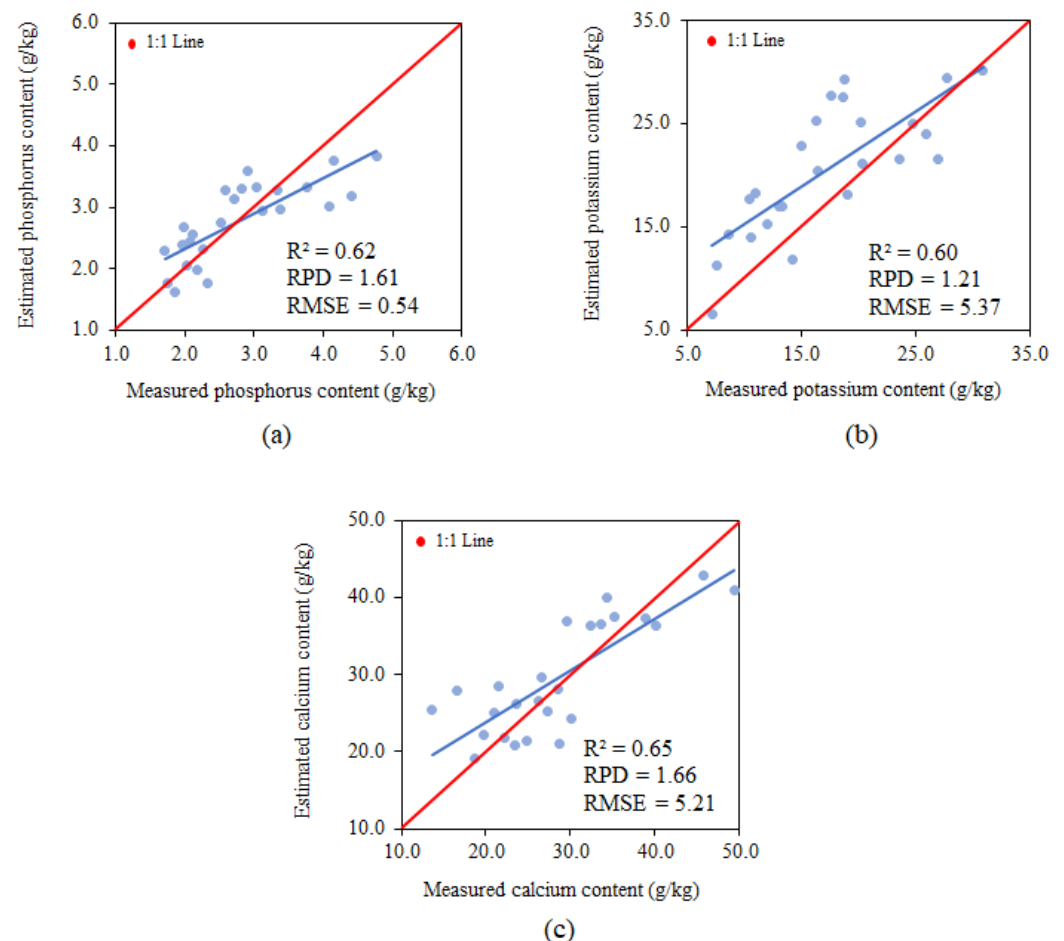 6.0
1:1 Line
5.0
4.0
3.0
2.0
1.0
Estimated phosphorus content (g/kg)
R² = 0.62
RPD = 1.61
RMSE = 0.54
1.0 2.0 3.0 4.0 5.0 6.0
Measured phosphorus content (g/kg)
(a)
35.0
1:1 Line
25.0
15.0
5.0
Estimated potassium content (g/kg)
R² = 0.60
RPD = 1.21
RMSE = 5.37
5.0 15.0 25.0 35.0
Measured potassium content (g/kg)
(b)
50.0
1:1 Line
40.0
30.0
20.0
10.0
Estimated calcium content (g/kg)
R² = 0.65
RPD = 1.66
RMSE = 5.21
10.0 20.0 30.0 40.0 50.0
Measured calcium content (g/kg)
(c)